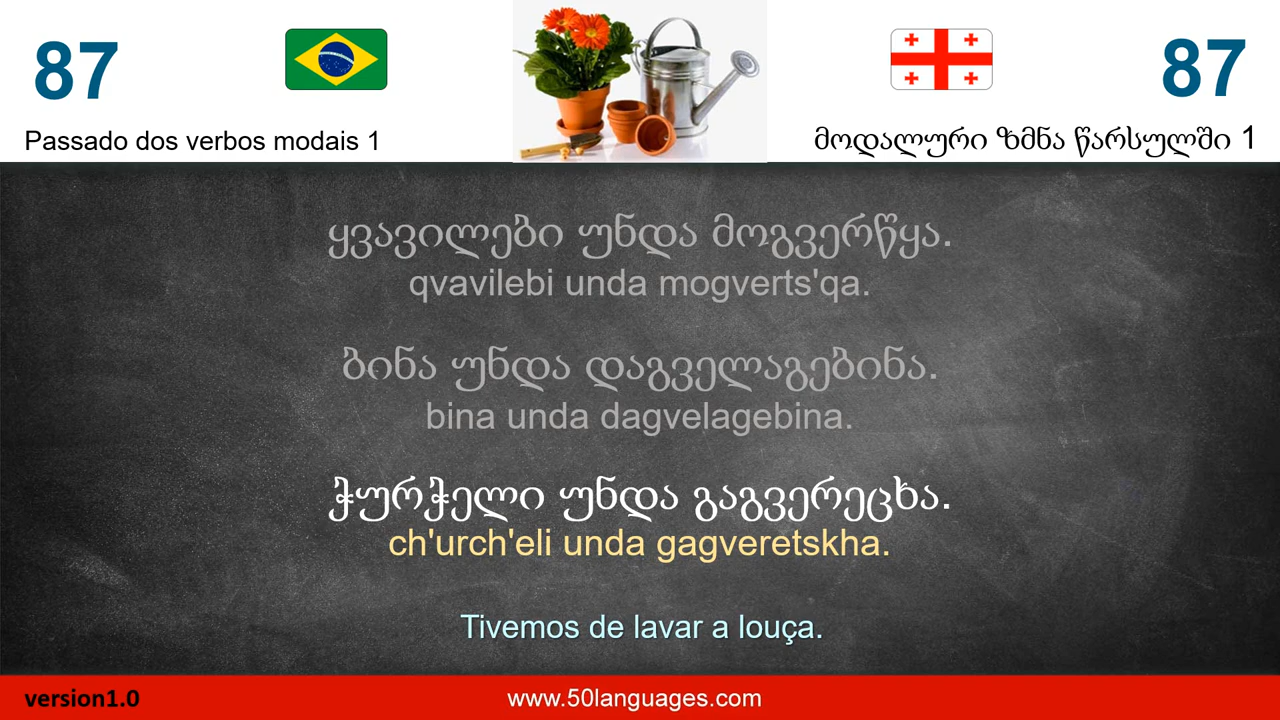 87
87
Passado dos verbos modais 1
მოდალური ზმნა წარსულში 1
ყვავილები უნდა მოგვერწყა.
qvavilebi unda mogverts'qa.
ბინა უნდა დაგველაგებინა.
bina unda dagvelagebina.
ჭურჭელი უნდა გაგვერეცხა.
ch'urch'eli unda gagveretskha.
Tivemos de lavar a louça.
version1.0
www.50languages.com